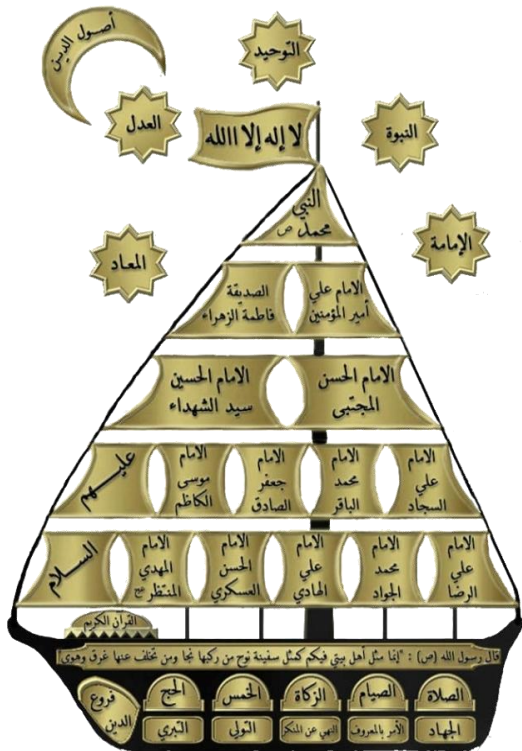 أصول الدين
التوحيد
النبوة
العدل
لا إله إلا الله
الإمامة
المعاد
النبي
محمد ص
الامام علي
أمير المؤمنين
الصديقة
فاطمة الزهراء
الامام الحسن
المجتبى
الامام الحسين
سيد الشهداء
الامام
علي
السجاد
الامام
محمد
الباقر
الامام
جعفر
الصادق
الامام
موسى
الكاظم
عليهم
الامام
علي
الرضا
الامام
محمد
الجواد
الامام
علي
الهادي
الامام
الحسن
العسكري
الامام
المهدي
المنتظر
السلام
القرآن الكريم
قال رسول الله (ص) : "إنما مثل أهل بيتي فيكم كمثل سفينة نوح من ركبها نجا ومن تخلف عنها غرق وهوى
فروع
الدين
الصلاة
الصيام
الزكاة
الخمس
الحج
الجهاد
الأمر بالمعروف
النهي عن المنكر
التولي
التبري